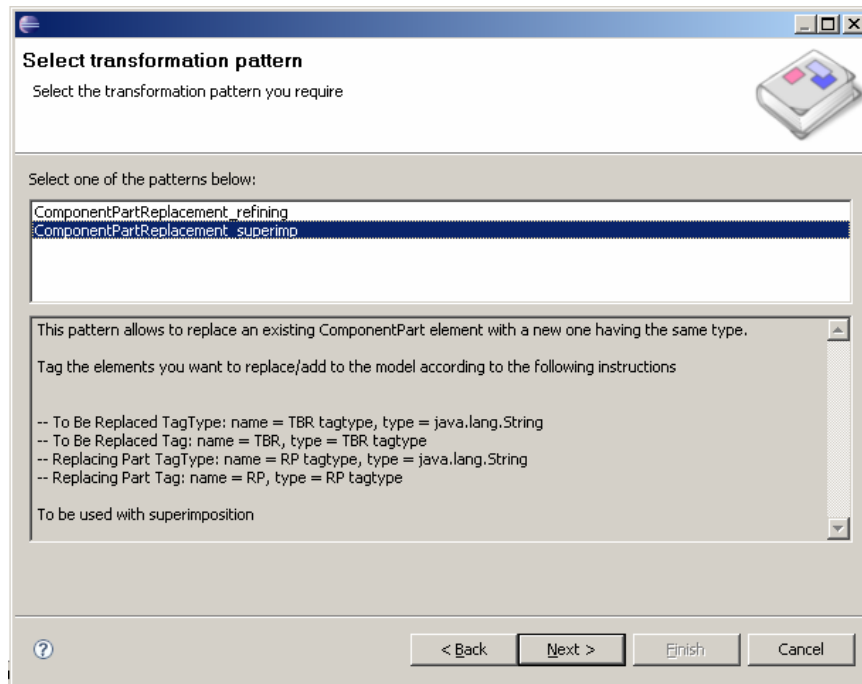 Select transformation pattern
Select the transformation pattern you require
Select one of the patterns below:
ComponentPartReplacement_refining
ComponentPartReplacement_superimp
This pattern allows to replace an existing ComponentPart element with a new one having the same type.
Tag the elements you want to replace/add to the model according to the following instructions
-- To Be Replaced TagType: name = TBR tagtype, type = java.lang.String
-- To Be Replaced Tag: name = TBR, type = TBR tagtype
-- Replacing Part TagType: name = RP tagtype, type = java.lang.String
-- Replacing Part Tag: name = RP, type = RP tagtype
To be used with superimposition
< Back Next > Finish Cancel